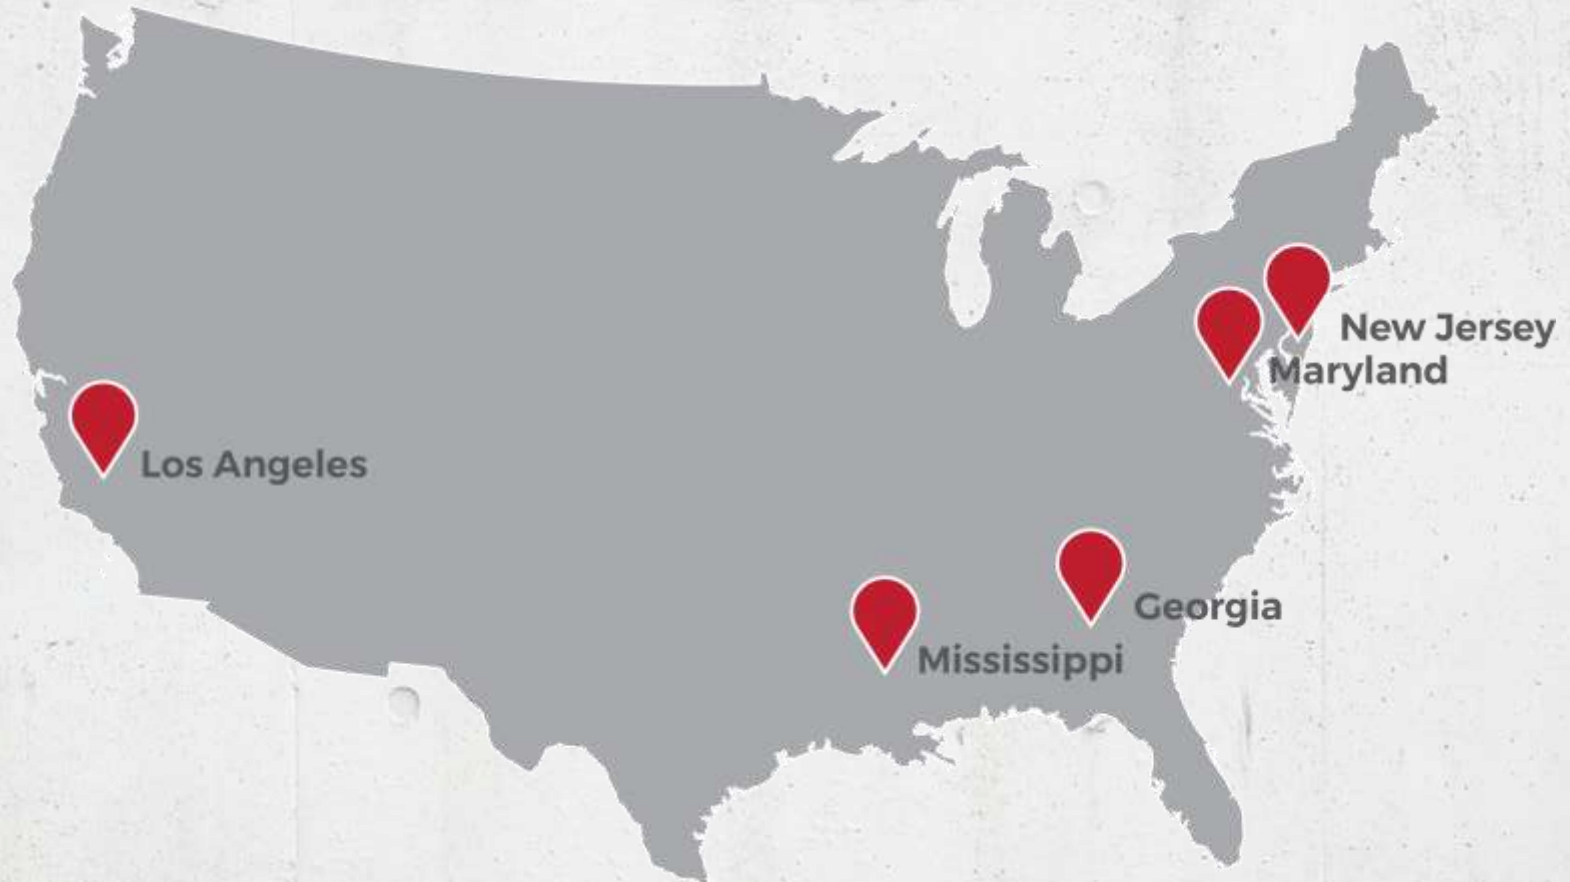 New Jersey
Maryland
Los Angeles
Georgia
Mississippi